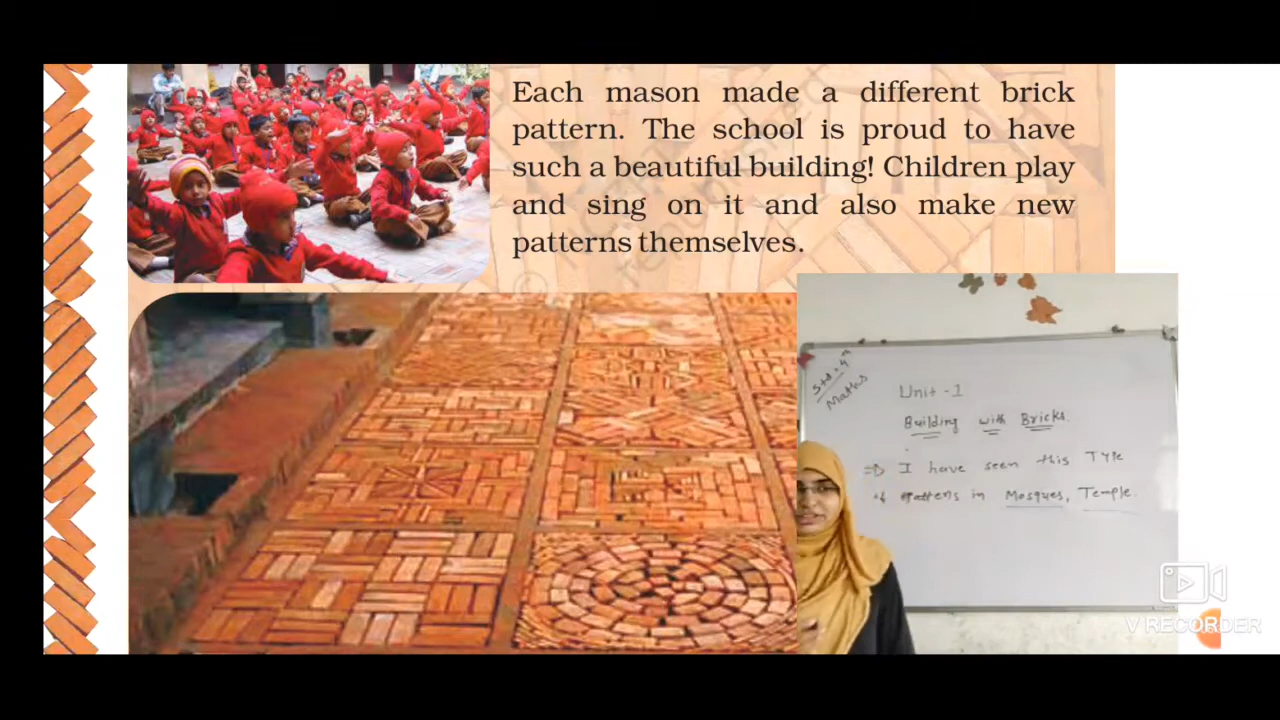 Each mason made a different brick
pattern. The school is proud to have
such a beautiful building! Children play
and sing on it and also make new
patterns themselves.
Std - 4th
Maths
Unit -1
Building with Bricks.
I have seen this Type
of in Mosques, Temple.
V RECORDER